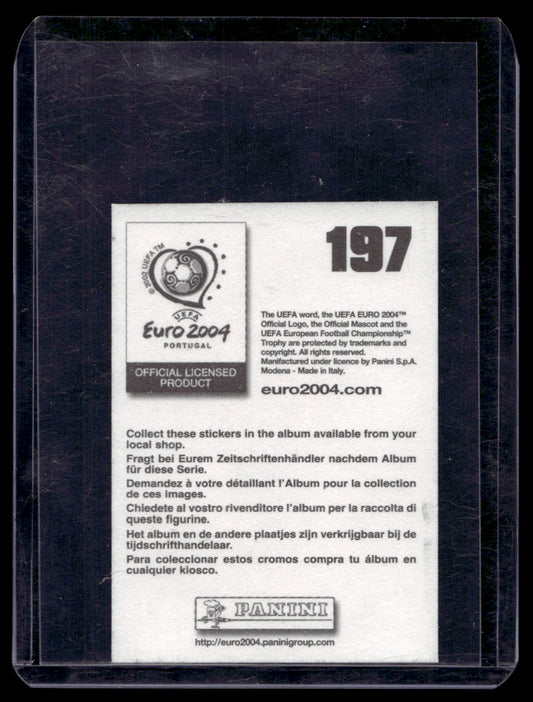 197
© 2002 UEFA TM
UEFA
Euro 2004
PORTUGAL
OFFICIAL LICENSED
PRODUCT
The UEFA word, the UEFA EURO 2004™
Official Logo, the Official Mascot and the
UEFA European Football Championship™
Trophy are protected by trademarks and
copyright. All rights reserved.
Manifactured under licence by Panini S.p.A.
Modena - Made in Italy.
euro2004.com
Collect these stickers in the album available from your
local shop.
Fragt bei Eurem Zeitschriftenhändler nachdem Album
für diese Serie.
Demandez à votre détaillant l'Album pour la collection
de ces images.
Chiedete al vostro rivenditore l'album per la raccolta di
queste figurine.
Het album en de andere plaatjes zijn verkrijgbaar bij de
tijdschrifthandelaar.
Para coleccionar estos cromos compra tu álbum en
cualquier kiosco.
PANINI
http://euro2004.paninigroup.com